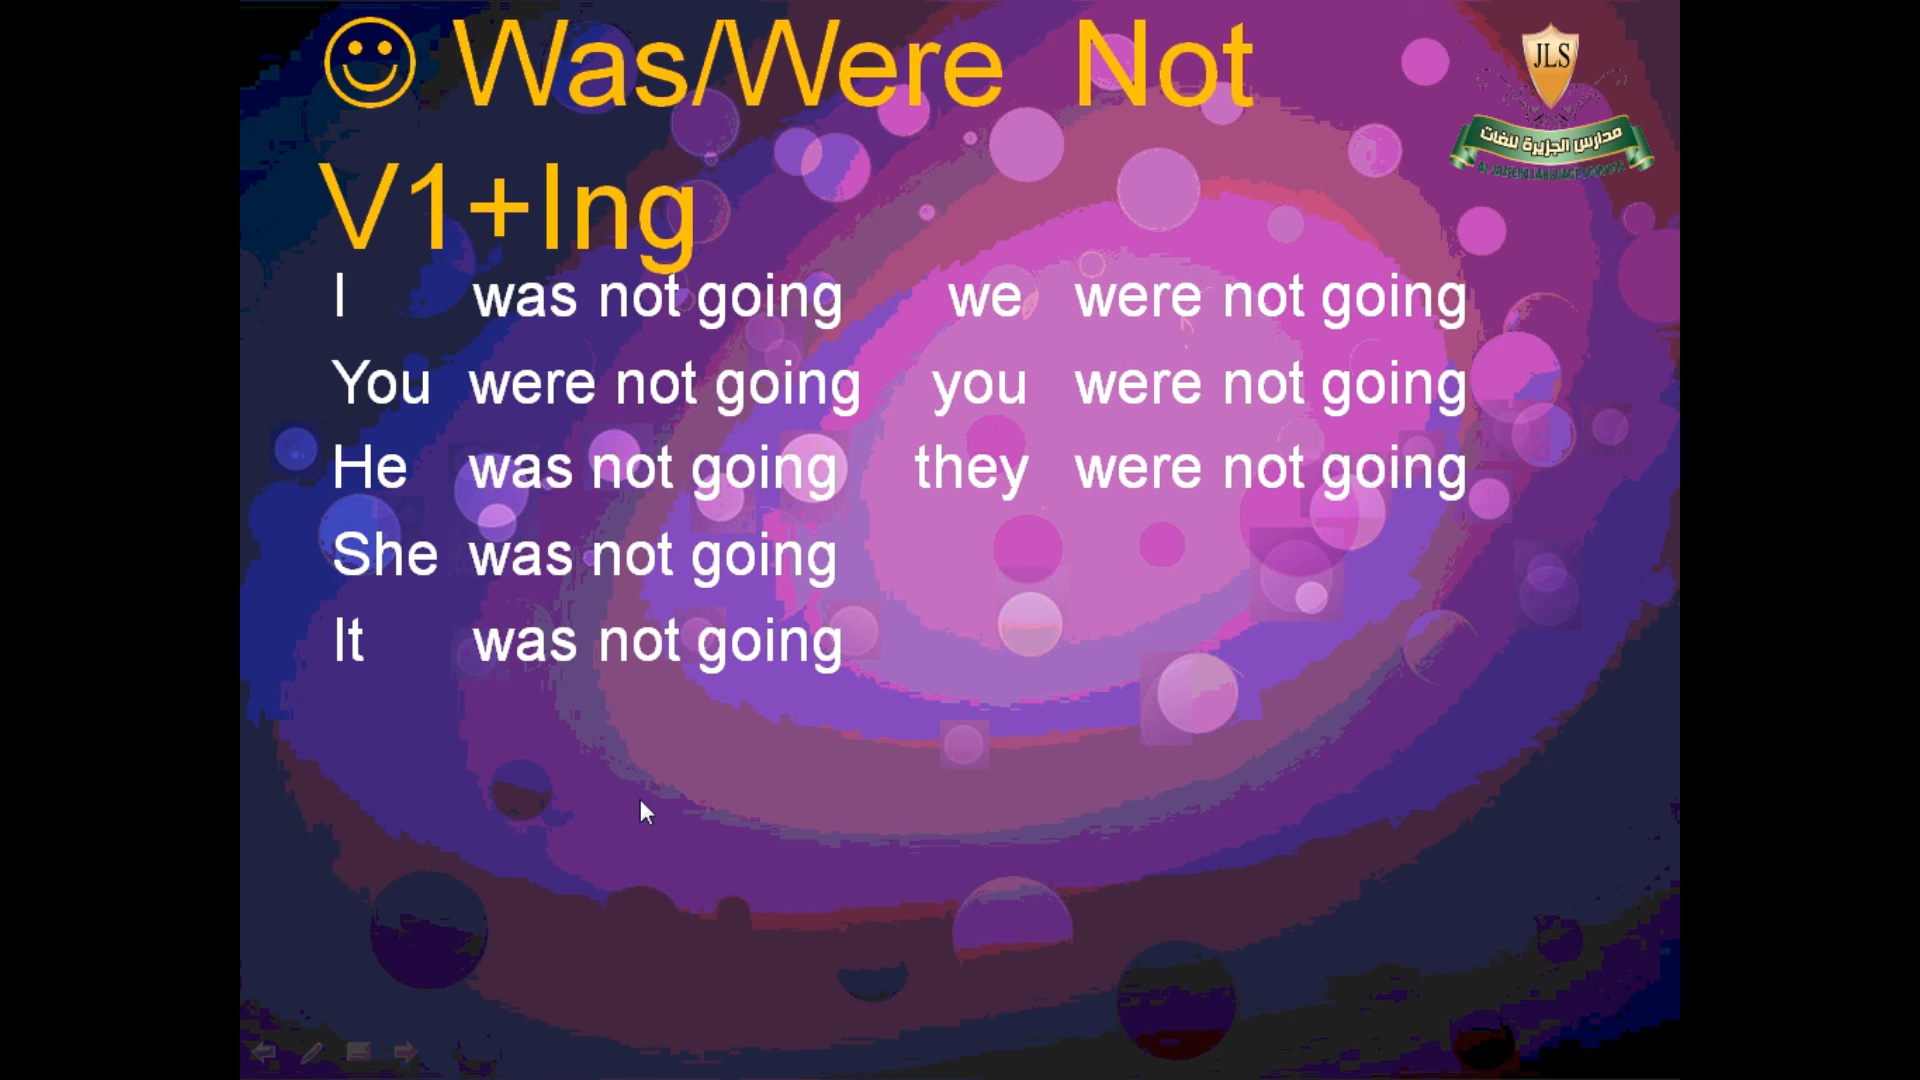 ☺ Was/Were Not
V1+Ing
I was not going we were not going
You were not going you were not going
He was not going they were not going
She was not going
It was not going
JLS
مدارس الجزيرة للغات